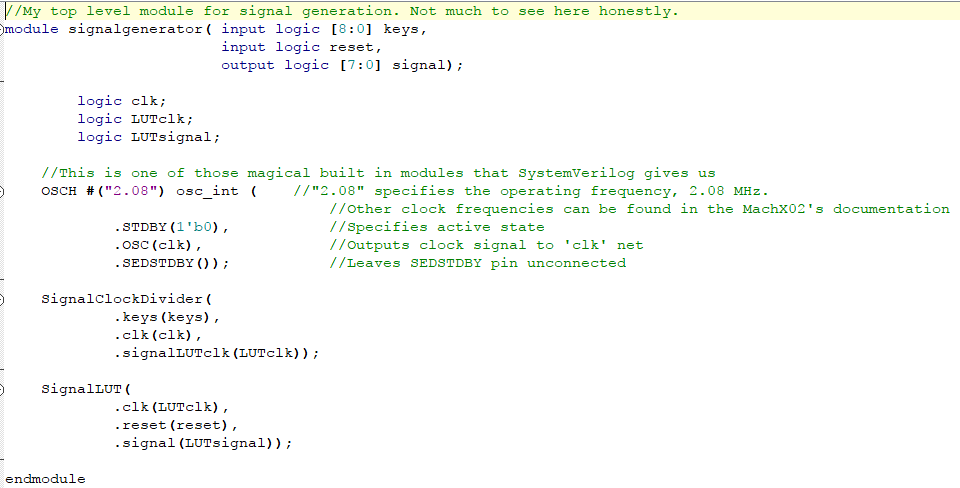 //My top level module for signal generation. Not much to see here honestly.
module signalgenerator( input logic [8:0] keys,
input logic reset,
output logic [7:0] signal);
logic clk;
logic LUTclk;
logic LUTsignal;
//This is one of those magical built in modules that SystemVerilog gives us
OSCH #("2.08") osc_int ( //"2.08" specifies the operating frequency, 2.08 MHz.
//Other clock frequencies can be found in the MachX02's documentation
.STDBY(1'b0), //Specifies active state
.OSC(clk), //Outputs clock signal to 'clk' net
.SEDSTDBY()); //Leaves SEDSTDBY pin unconnected
SignalClockDivider(
.keys(keys),
.clk(clk),
.signalLUTclk(LUTclk));
SignalLUT(
.clk(LUTclk),
.reset(reset),
.signal(LUTsignal));
endmodule